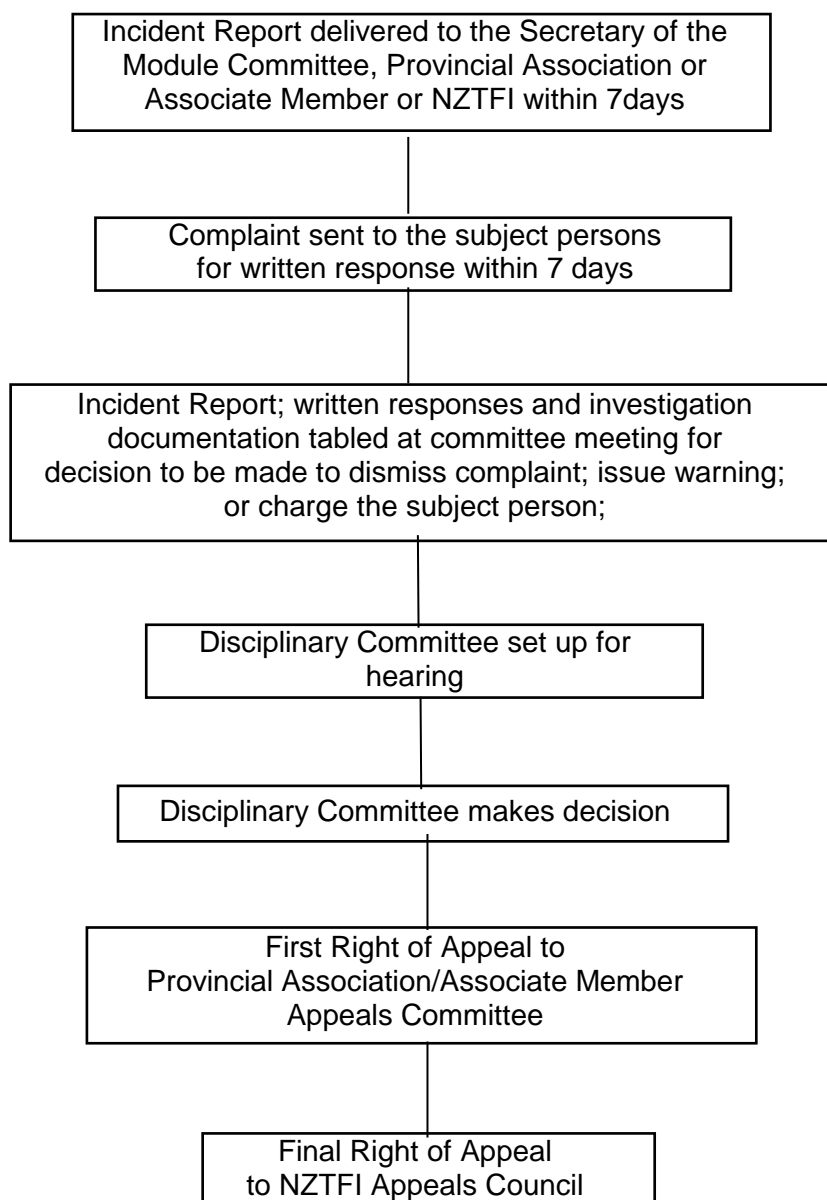 Incident Report delivered to the Secretary of the
Module Committee, Provincial Association or
Associate Member or NZTFI within 7days
Complaint sent to the subject persons
for written response within 7 days
Incident Report; written responses and investigation
documentation tabled at committee meeting for
decision to be made to dismiss complaint; issue warning;
or charge the subject person;
Disciplinary Committee set up for
hearing
Disciplinary Committee makes decision
First Right of Appeal to
Provincial Association/Associate Member
Appeals Committee
Final Right of Appeal
to NZTFI Appeals Council